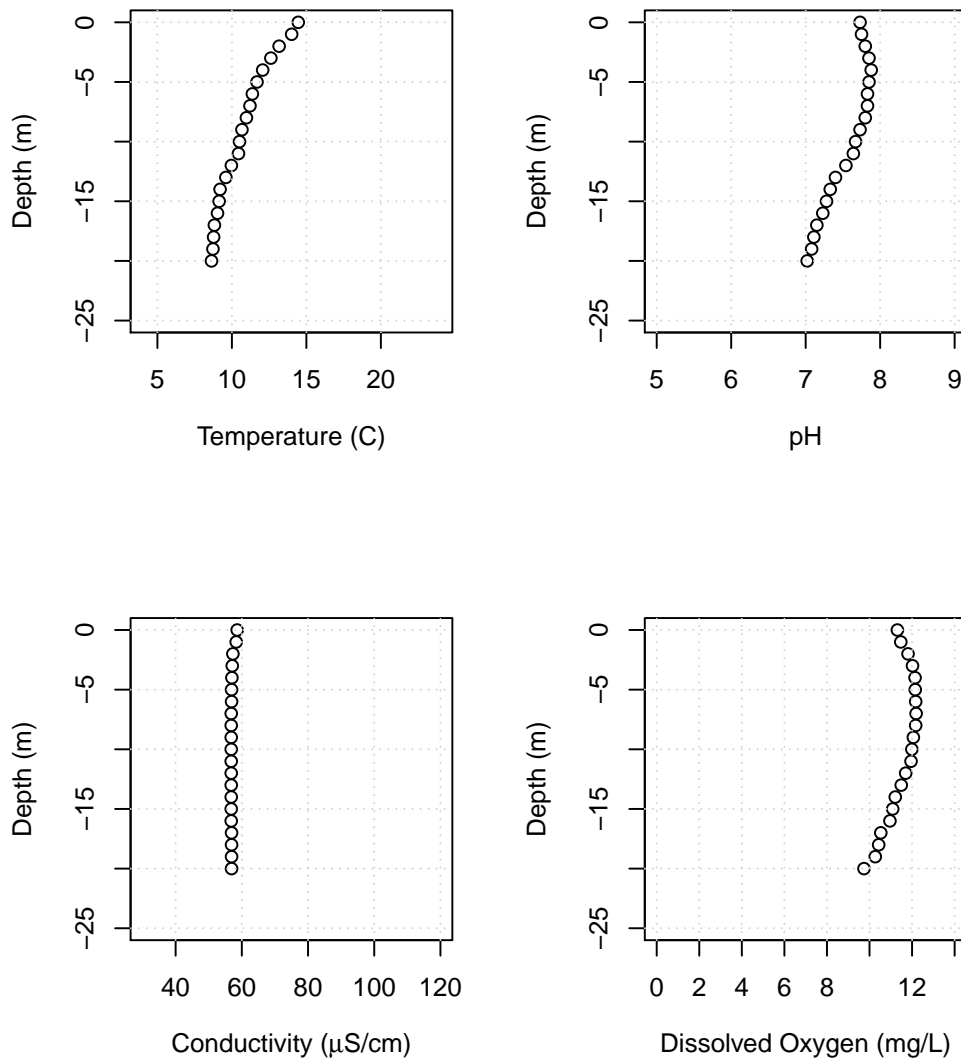 0
−5
−15
−25
Depth (m)
5 10 15 20
Temperature (C)
0
−5
−15
−25
Depth (m)
5 6 7 8 9
pH
0
−5
−15
−25
Depth (m)
40 60 80 100 120
Conductivity (μS/cm)
0
−5
−15
−25
Depth (m)
0 2 4 6 8 12
Dissolved Oxygen (mg/L)